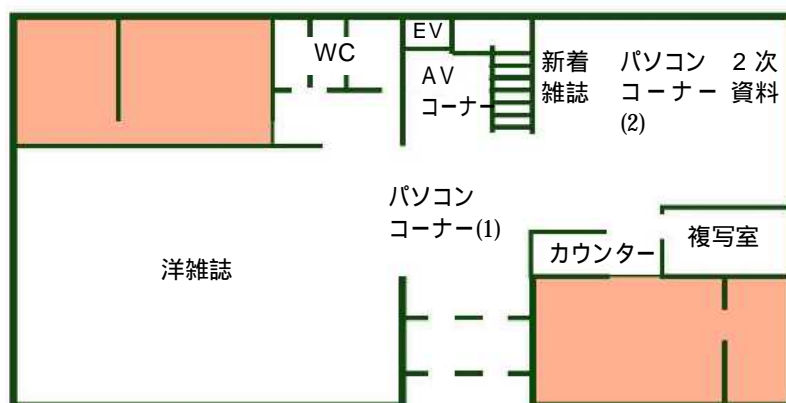 WC
EV
AV
コーナー
新着
雑誌
パソコン
コーナー
(2)
2 次
資料
パソコン
コーナー(1)
洋雑誌
カウンター
複写室